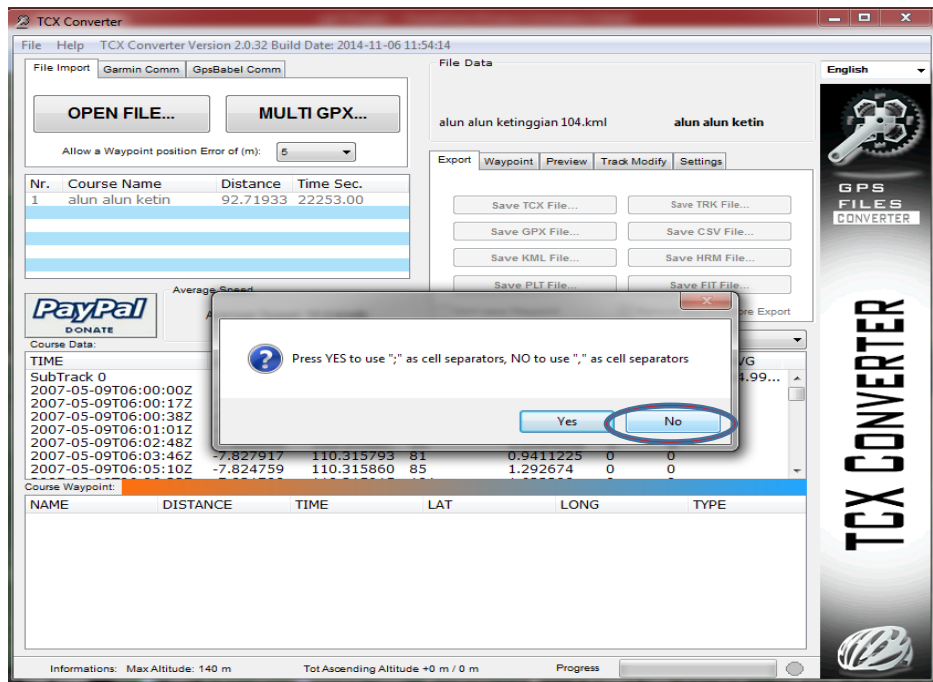 TCX Converter
File Help TCX Converter Version 2.0.32 Build Date: 2014-11-06 11:54:14
File Import Garmin Comm GpsBabel Comm
OPEN FILE... MULTI GPX...
Allow a Waypoint position Error of (m): 5
File Data
alun alun ketinggian 104.kml alun alun ketin
English
Nr. Course Name Distance Time Sec.
1 alun alun ketin 92.71933 22253.00
Export Waypoint Preview Track Modify Settings
Save TCX File... Save TRK File...
Save GPX File... Save CSV File...
Save KML File... Save HRM File...
Save PLT File... Save FIT File...
ore Export
GPS
FILES
CONVERTER
PayPal
DONATE
Average Speed
Press YES to use ";" as cell separators, NO to use "," as cell separators
Yes No
Course Data:
TIME VG
SubTrack 0 4.99...
2007-05-09T06:00:00Z
2007-05-09T06:00:17Z
2007-05-09T06:00:38Z
2007-05-09T06:01:01Z
2007-05-09T06:02:48Z
2007-05-09T06:03:46Z -7.827917 110.315793 81 0.9411225 0 0
2007-05-09T06:05:10Z -7.824759 110.315860 85 1.292674 0 0
Course Waypoint:
NAME DISTANCE TIME LAT LONG TYPE
TCX CONVERTER
Informations: Max Altitude: 140 m Tot Ascending Altitude +0 m / 0 m Progress